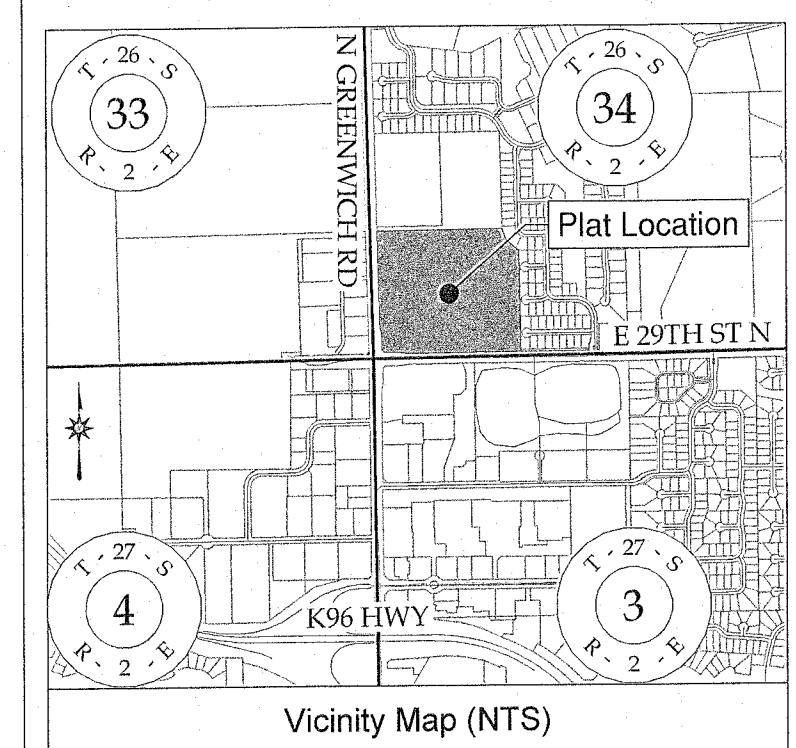 T - 26 - S
33
R - 2 - E
N GREENWICH RD
T - 26 - S
34
R - 2 - E
Plat Location
E 29TH ST N
T - 27 - S
4
R - 2 - E
K96 HWY
T - 27 - S
3
R - 2 - E
Vicinity Map (NTS)